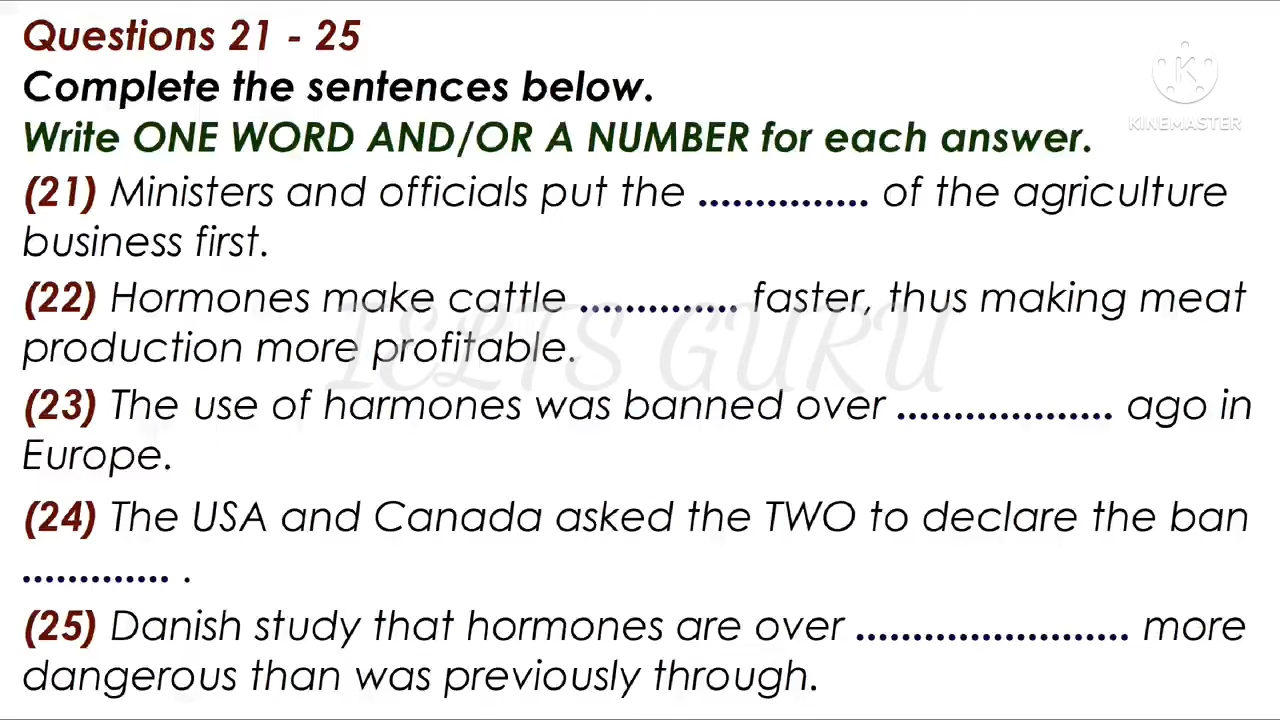 Questions 21 - 25
KINEMASTER
Complete the sentences below.
Write ONE WORD AND/OR A NUMBER for each answer.
(21) Ministers and officials put the ............... of the agriculture
business first.
(22) Hormones make cattle .............. faster, thus making meat
production more profitable.
IELTS GURU
(23) The use of harmones was banned over ................... ago in
Europe.
(24) The USA and Canada asked the TWO to declare the ban
............. .
(25) Danish study that hormones are over ........................ more
dangerous than was previously through.